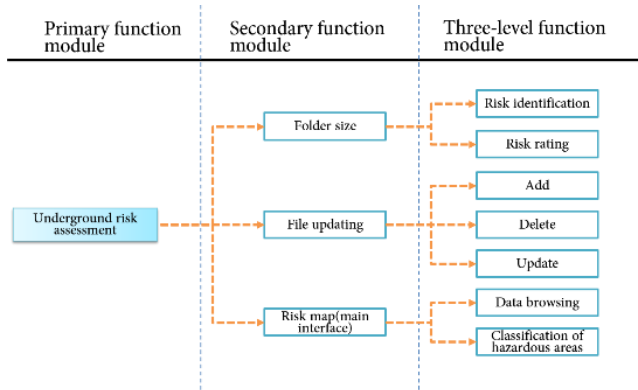 Primary function
module
Secondary function
module
Three-level function
module
Underground risk
assessment
Folder size
File updating
Risk map(main
interface)
Risk identification
Risk rating
Add
Delete
Update
Data browsing
Classification of
hazardous areas